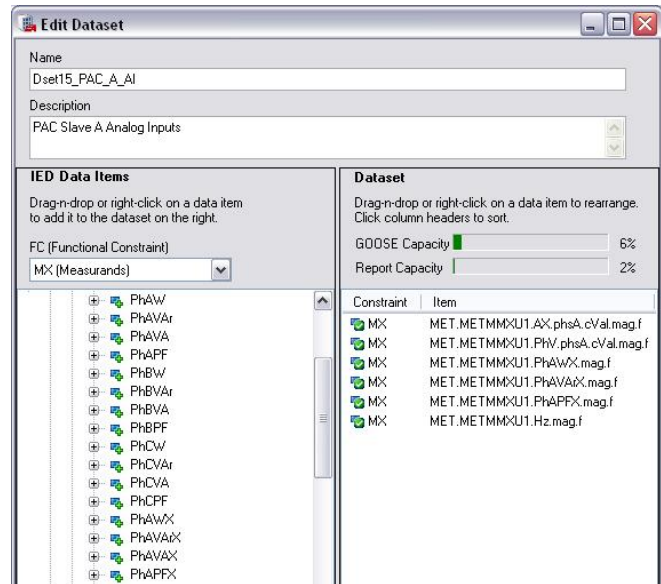 Edit Dataset
Name
Dset15_PAC_A_AI
Description
PAC Slave A Analog Inputs
IED Data Items
Drag-n-drop or right-click on a data item
to add it to the dataset on the right.
FC (Functional Constraint)
MX (Measurands)
PhAW
PhAVAr
PhAVA
PhAPF
PhBW
PhBVAr
PhBVA
PhBPF
PhCW
PhCVAr
PhCVA
PhCPF
PhAWX
PhAVArX
PhAVAX
PhAPFX
Dataset
Drag-n-drop or right-click on a data item to rearrange.
Click column headers to sort.
GOOSE Capacity 6%
Report Capacity 2%
Constraint Item
MX MET.METMMXU1.AX.phsA.cVal.mag.f
MX MET.METMMXU1.PhV.phsA.cVal.mag.f
MX MET.METMMXU1.PhAWX.mag.f
MX MET.METMMXU1.PhAVArX.mag.f
MX MET.METMMXU1.PhAPFX.mag.f
MX MET.METMMXU1.Hz.mag.f